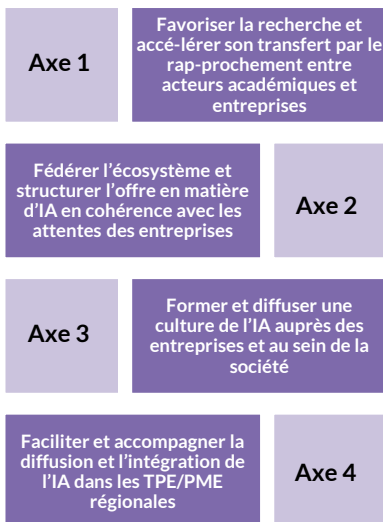 Axe 1
Favoriser la recherche et
accé-lérer son transfert par le
rap-prochement entre
acteurs académiques et
entreprises
Fédérer l'écosystème et
structurer l'offre en matière
d'IA en cohérence avec les
attentes des entreprises
Axe 2
Axe 3
Former et diffuser une
culture de l'IA auprès des
entreprises et au sein de la
société
Faciliter et accompagner la
diffusion et l'intégration de
l'IA dans les TPE/PME
régionales
Axe 4